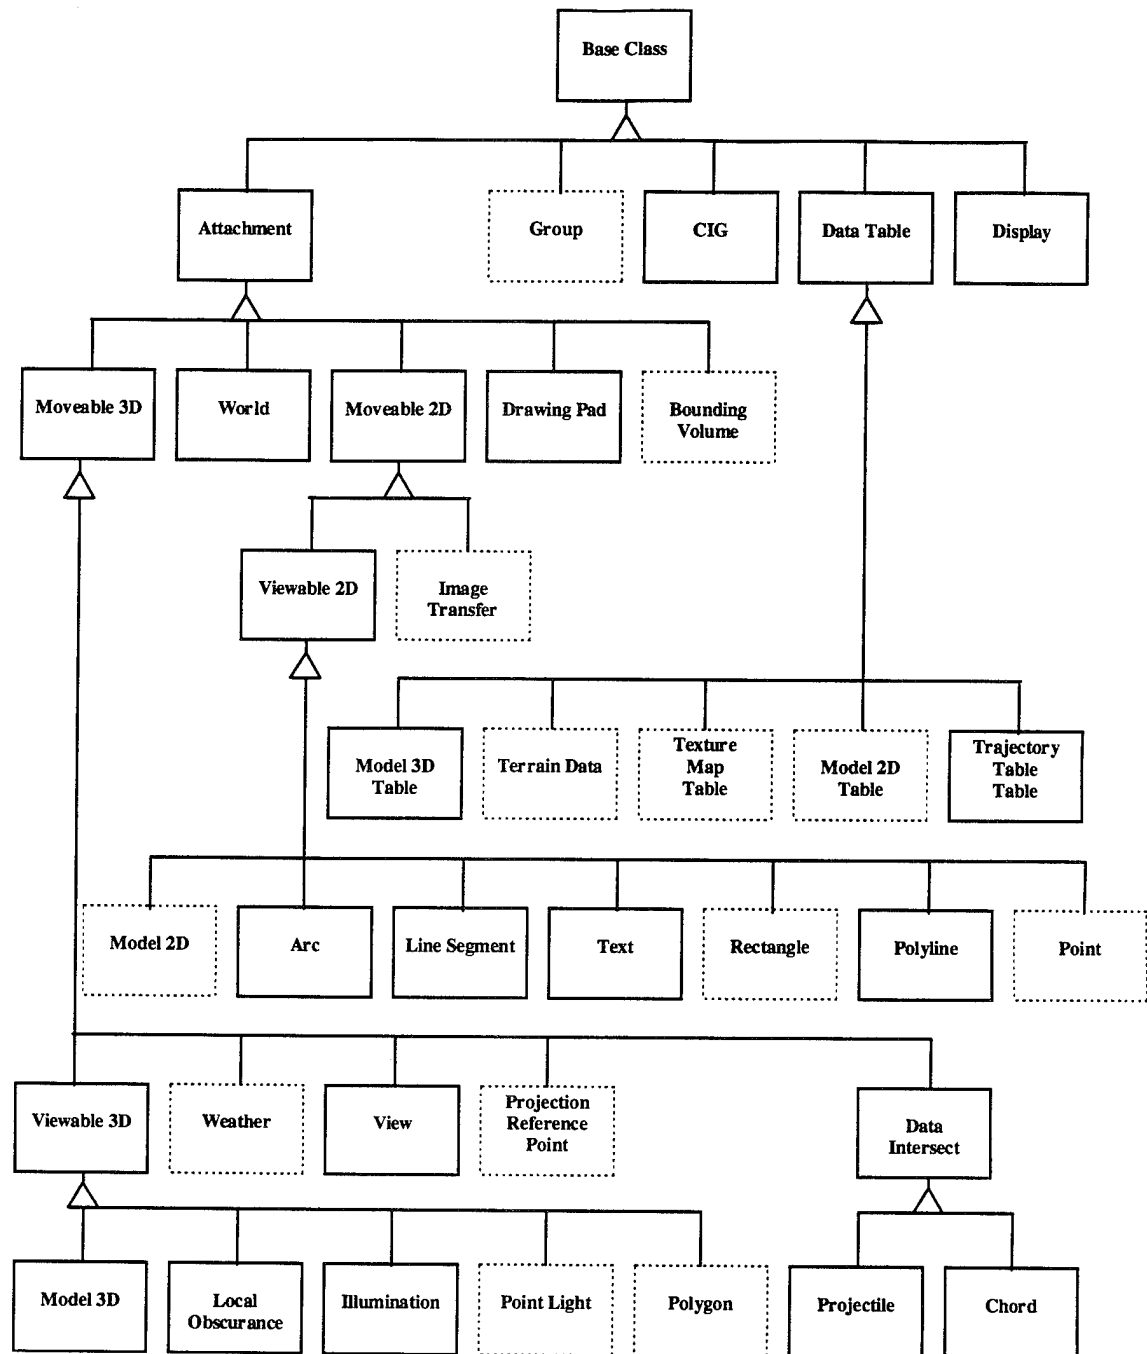 Base Class
Attachment
Group
CIG
Data Table
Display
Moveable 3D
World
Moveable 2D
Drawing Pad
Bounding
Volume
Viewable 2D
Image
Transfer
Model 3D
Table
Terrain Data
Texture
Map
Table
Model 2D
Table
Trajectory
Table
Table
Model 2D
Arc
Line Segment
Text
Rectangle
Polyline
Point
Viewable 3D
Weather
View
Projection
Reference
Point
Data
Intersect
Model 3D
Local
Obscurance
Illumination
Point Light
Polygon
Projectile
Chord